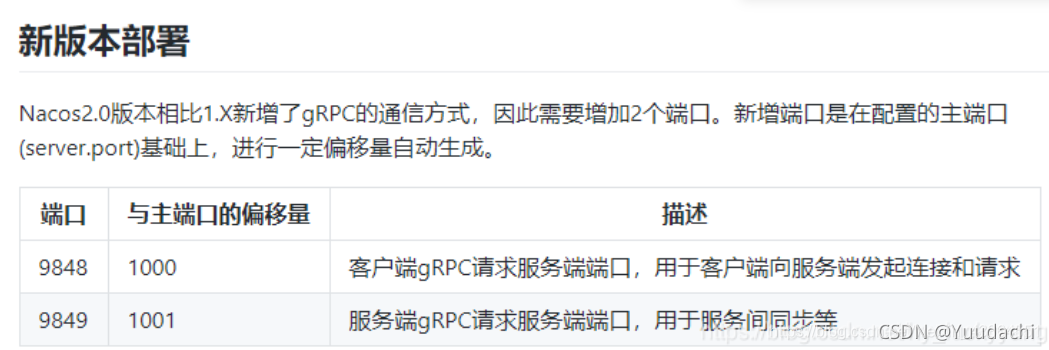 新版本部署
Nacos2.0版本相比1.X新增了gRPC的通信方式，因此需要增加2个端口。新增端口是在配置的主端口
(server.port)基础上，进行一定偏移量自动生成。
端口 与主端口的偏移量 描述
9848 1000 客户端gRPC请求服务端端口，用于客户端向服务端发起连接和请求
9849 1001 服务端gRPC请求服务端端口，用于服务间同步等
CSDN @Yuudachi